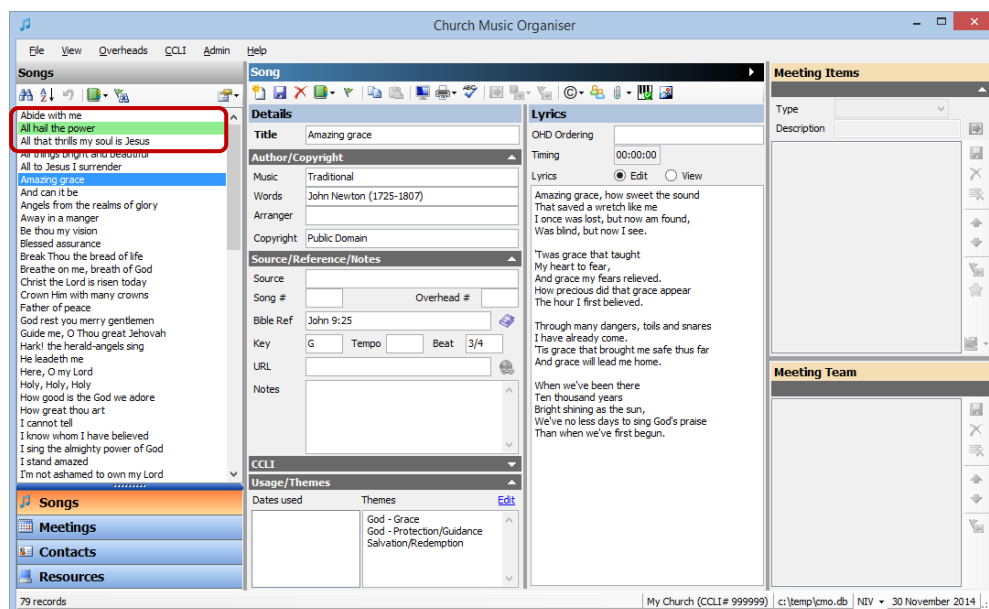 Church Music Organiser
File View Overheads CCLI Admin Help
Songs
Abide with me
All hail the power
All that thrills my soul is Jesus
All things bright and beautiful
All to Jesus I surrender
Amazing grace
And can it be
Angels from the realms of glory
Away in a manger
Be thou my vision
Blessed assurance
Break Thou the bread of life
Breathe on me, breath of God
Christ the Lord is risen today
Crown Him with many crowns
Father of peace
God rest you merry gentlemen
Guide me, O Thou great Jehovah
Hark! the herald-angels sing
He leadeth me
Here, O my Lord
Holy, Holy, Holy
How good is the God we adore
How great thou art
I cannot tell
I know whom I have believed
I sing the almighty power of God
I stand amazed
I'm not ashamed to own my Lord
Songs
Meetings
Contacts
Resources
Song
Details
Title Amazing grace
Author/Copyright
Music Traditional
Words John Newton (1725-1807)
Arranger
Copyright Public Domain
Source/Reference/Notes
Source
Song # Overhead #
Bible Ref John 9:25
Key G Tempo Beat 3/4
URL
Notes
CCLI
Usage/Themes
Dates used Themes Edit
God - Grace
God - Protection/Guidance
Salvation/Redemption
Lyrics
OHD Ordering
Timing 00:00:00
Lyrics Edit View
Amazing grace, how sweet the sound
That saved a wretch like me
I once was lost, but now am found,
Was blind, but now I see.
'Twas grace that taught
My heart to fear,
And grace my fears relieved.
How precious did that grace appear
The hour I first believed.
Through many dangers, toils and snares
I have already come.
'Tis grace that brought me safe thus far
And grace will lead me home.
When we've been there
Ten thousand years
Bright shining as the sun,
We've no less days to sing God's praise
Than when we've first begun.
Meeting Items
Type
Description
Meeting Team
79 records My Church (CCLI# 999999) c:\temp\cmo.db NIV 30 November 2014